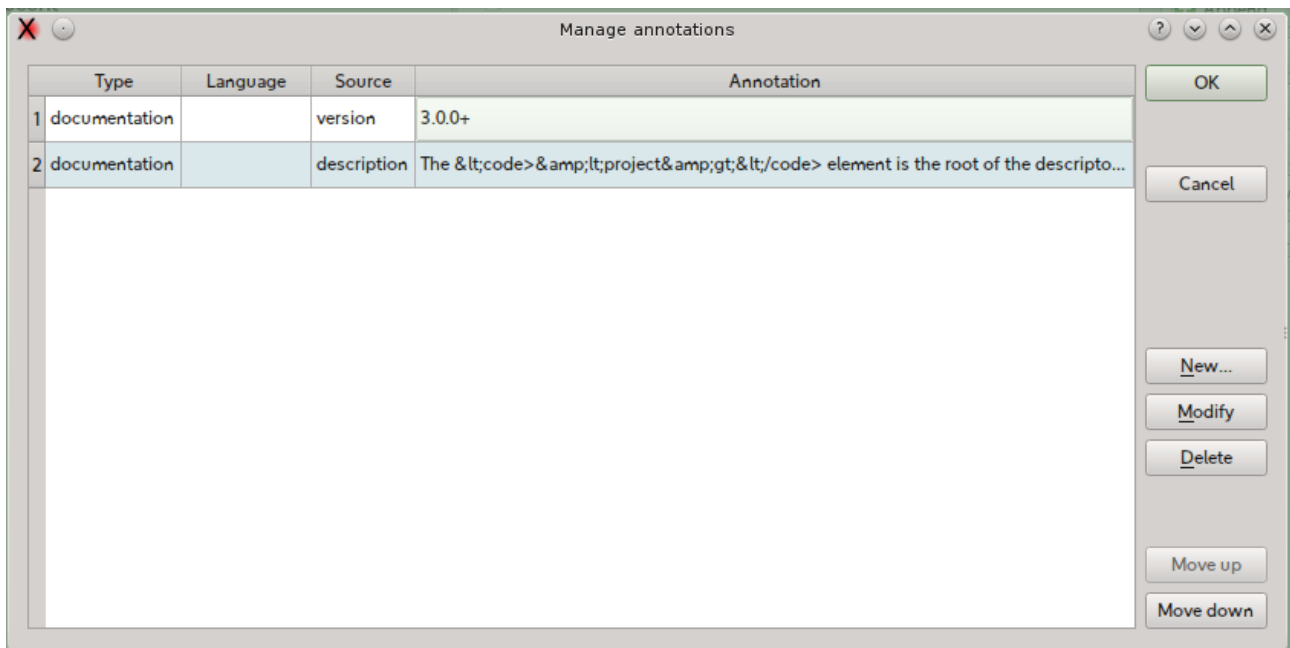 Manage annotations
Type Language Source Annotation
OK
1 documentation version 3.0.0+
2 documentation description The &lt;code>&amp;lt;project&amp;gt;&lt;/code> element is the root of the descripto...
Cancel
New...
Modify
Delete
Move up
Move down